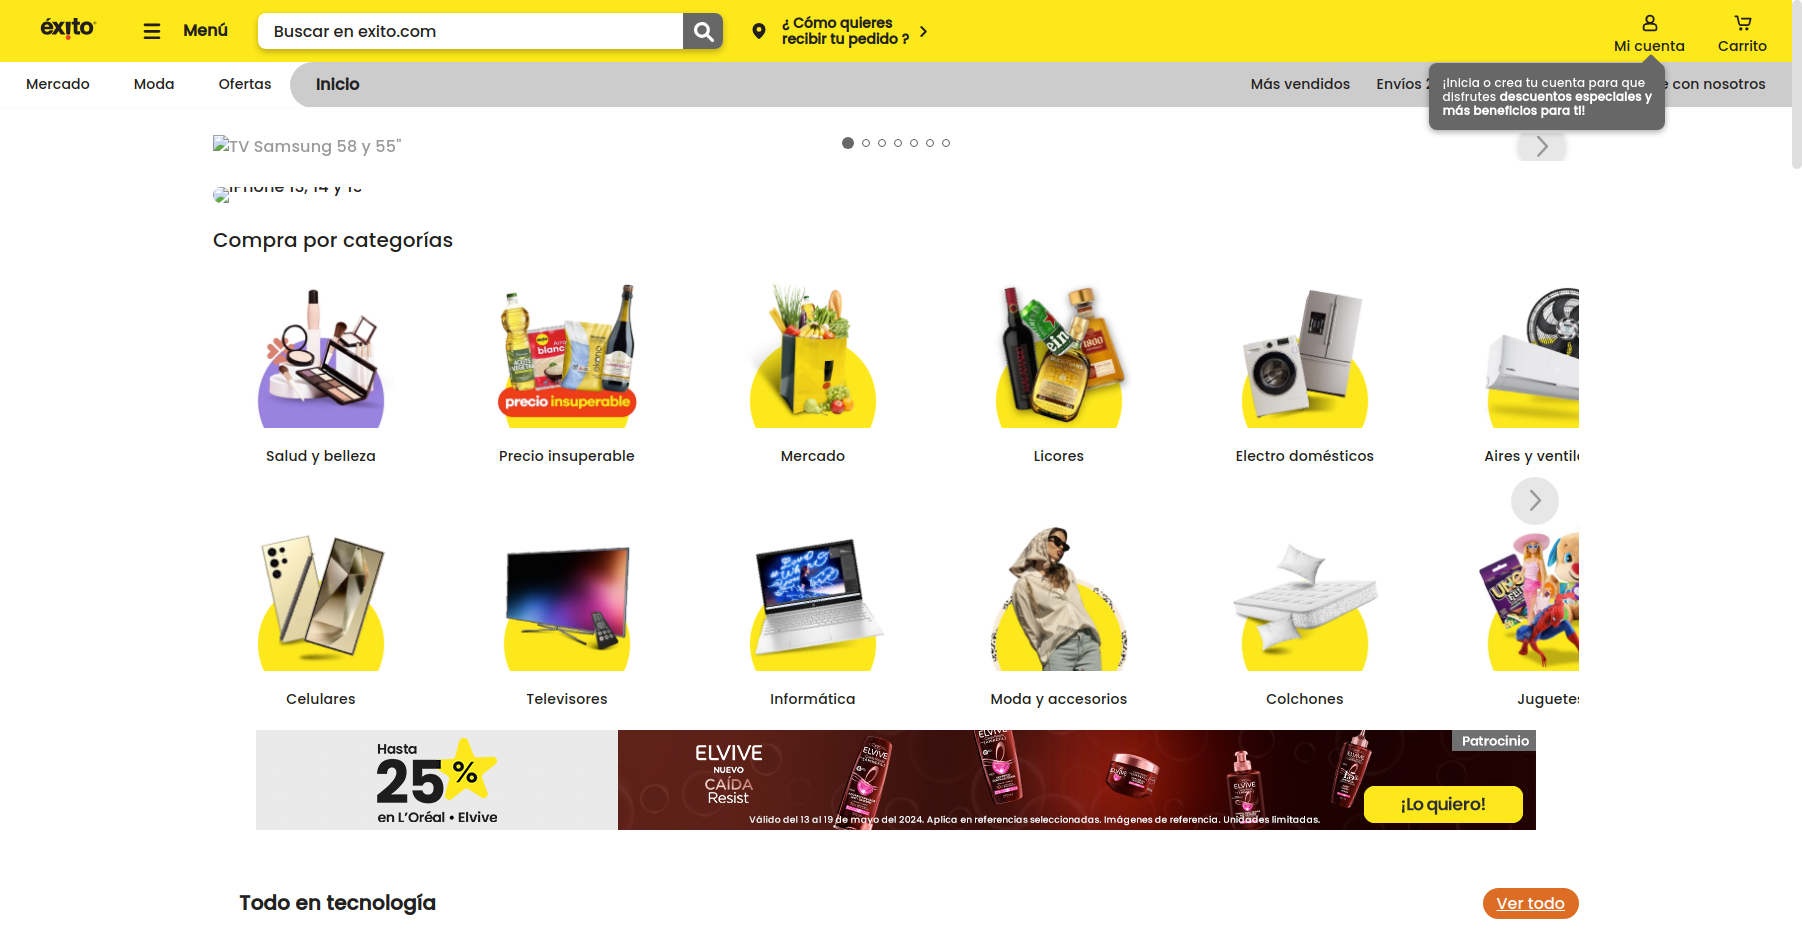 éxito
Menú
Buscar en exito.com
¿ Cómo quieres
recibir tu pedido ?
Mi cuenta
Carrito
Mercado
Moda
Ofertas
Inicio
Más vendidos
Envíos
e con nosotros
¡Inicia o crea tu cuenta para que
disfrutes descuentos especiales y
más beneficios para ti!
TV Samsung 58 y 55"
iPhone 13, 14 y 15
Compra por categorías
precio insuperable
Salud y belleza
Precio insuperable
Mercado
Licores
Electro domésticos
Aires y ventil
Celulares
Televisores
Informática
Moda y accesorios
Colchones
Juguetes
Hasta
25%
en L'Oréal • Elvive
ELVIVE
NUEVO
CAÍDA
Resist
Patrocinio
¡Lo quiero!
Válido del 13 al 19 de mayo del 2024. Aplica en referencias seleccionadas. Imágenes de referencia. Unidades limitadas.
Todo en tecnología
Ver todo